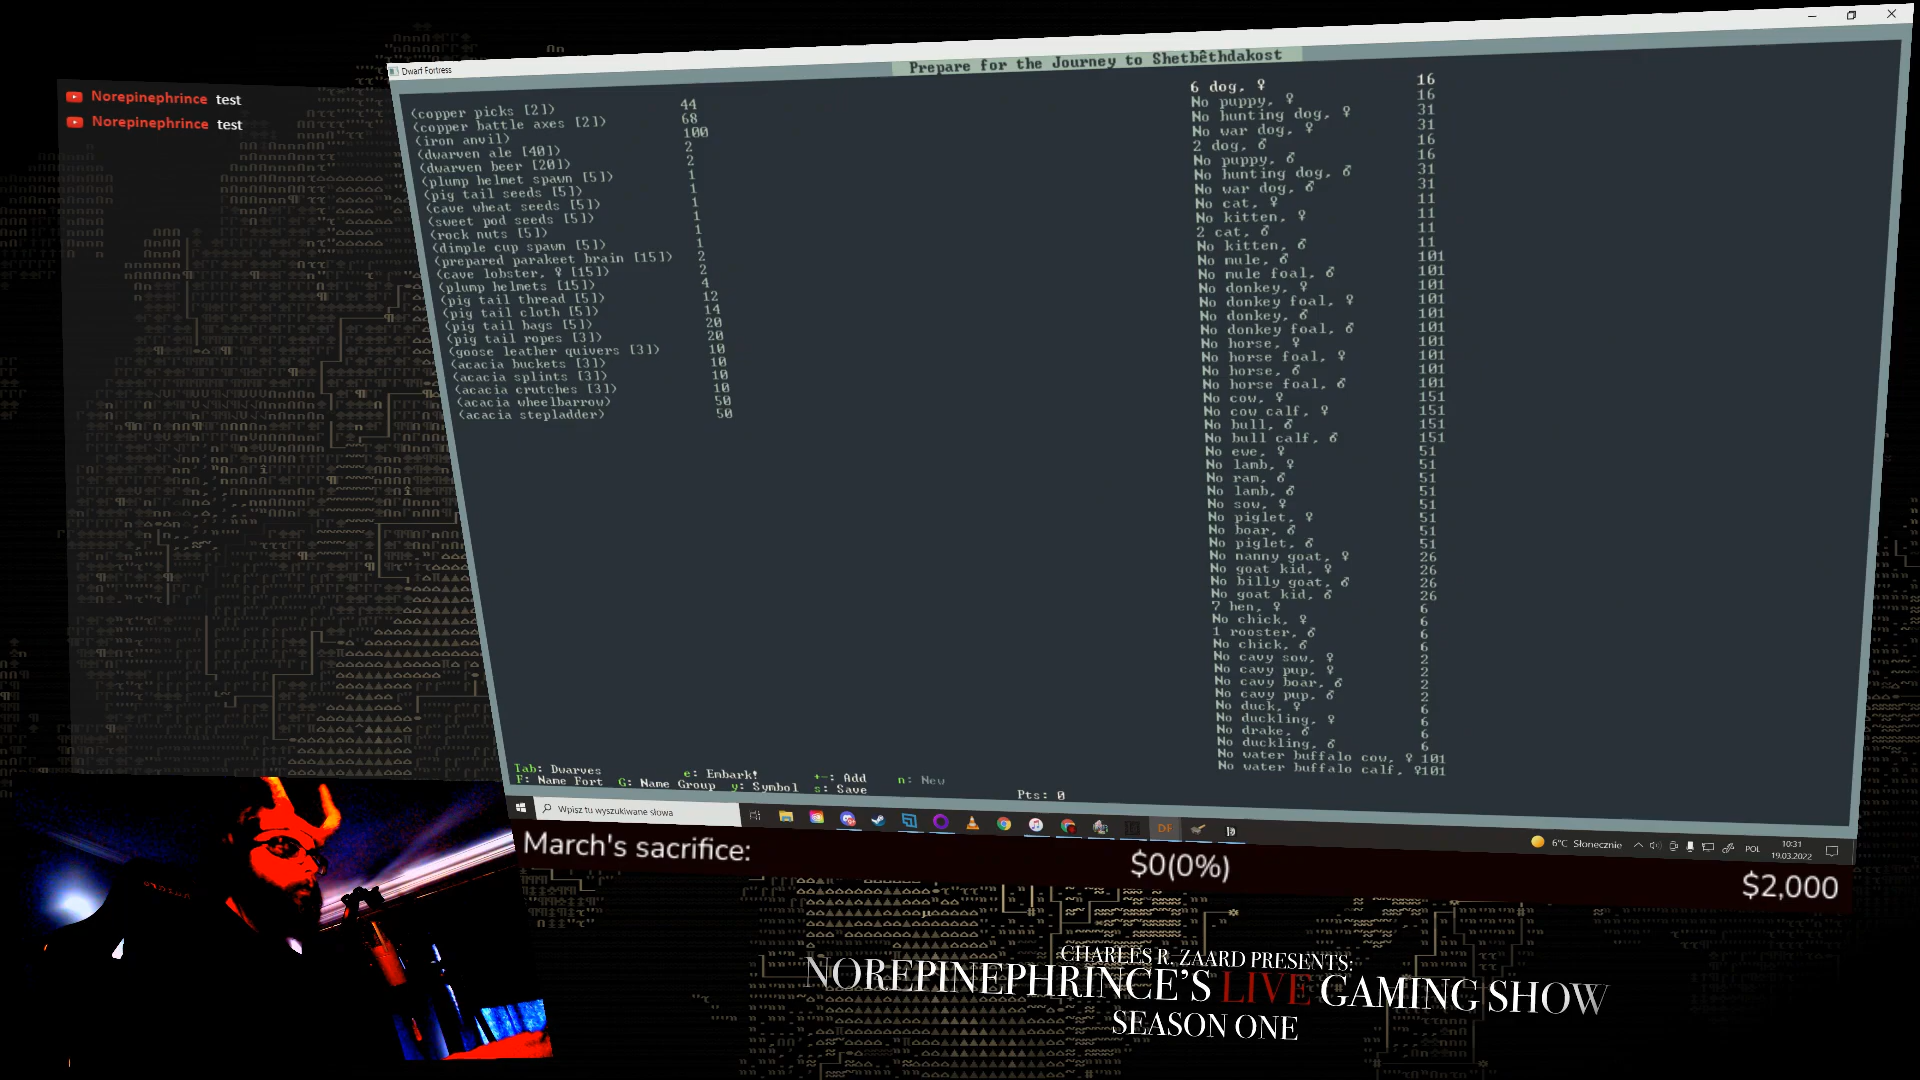 Norepinephrince test
Norepinephrince test
Dwarf Fortress
Prepare for the Journey to Shetbêthdakost
(copper picks [2]) 44
(copper battle axes [2]) 68
(iron anvil) 100
(dwarven ale [40]) 2
(dwarven beer [20]) 2
(plump helmet spawn [5]) 1
(pig tail seeds [5]) 1
(cave wheat seeds [5]) 1
(sweet pod seeds [5]) 1
(rock nuts [5]) 1
(dimple cup spawn [5]) 1
(prepared parakeet brain [15]) 2
(cave lobster, ♀ [15]) 2
(plump helmets [15]) 4
(pig tail thread [5]) 12
(pig tail cloth [5]) 14
(pig tail bags [5]) 20
(pig tail ropes [3]) 20
(goose leather quivers [3]) 10
(acacia buckets [3]) 10
(acacia splints [3]) 10
(acacia crutches [3]) 10
(acacia wheelbarrow) 50
(acacia stepladder) 50
6 dog, ♀ 16
No puppy, ♀ 16
No hunting dog, ♀ 31
No war dog, ♀ 31
2 dog, ♂ 16
No puppy, ♂ 16
No hunting dog, ♂ 31
No war dog, ♂ 31
No cat, ♀ 11
No kitten, ♀ 11
2 cat, ♂ 11
No kitten, ♂ 11
No mule, ♂ 101
No mule foal, ♂ 101
No donkey, ♀ 101
No donkey foal, ♀ 101
No donkey, ♂ 101
No donkey foal, ♂ 101
No horse, ♀ 101
No horse foal, ♀ 101
No horse, ♂ 101
No horse foal, ♂ 101
No cow, ♀ 151
No cow calf, ♀ 151
No bull, ♂ 151
No bull calf, ♂ 151
No ewe, ♀ 51
No lamb, ♀ 51
No ram, ♂ 51
No lamb, ♂ 51
No sow, ♀ 51
No piglet, ♀ 51
No boar, ♂ 51
No piglet, ♂ 51
No nanny goat, ♀ 26
No goat kid, ♀ 26
No billy goat, ♂ 26
No goat kid, ♂ 26
7 hen, ♀ 6
No chick, ♀ 6
1 rooster, ♂ 6
No chick, ♂ 6
No cavy sow, ♀ 2
No cavy pup, ♀ 2
No cavy boar, ♂ 2
No cavy pup, ♂ 2
No duck, ♀ 6
No duckling, ♀ 6
No drake, ♂ 6
No duckling, ♂ 6
No water buffalo cow, ♀ 101
No water buffalo calf, ♀101
Tab: Dwarves e: Embark! +-: Add n: New
F: Name Fort G: Name Group y: Symbol s: Save
Pts: 0
Wpisz tu wyszukiwane słowa
DF
6°C Słonecznie
POL
10:31
19.03.2022
March's sacrifice: $0(0%) $2,000
CHARLES R. ZAARD PRESENTS:
NOREPINEPHRINCE'S LIVE GAMING SHOW
SEASON ONE